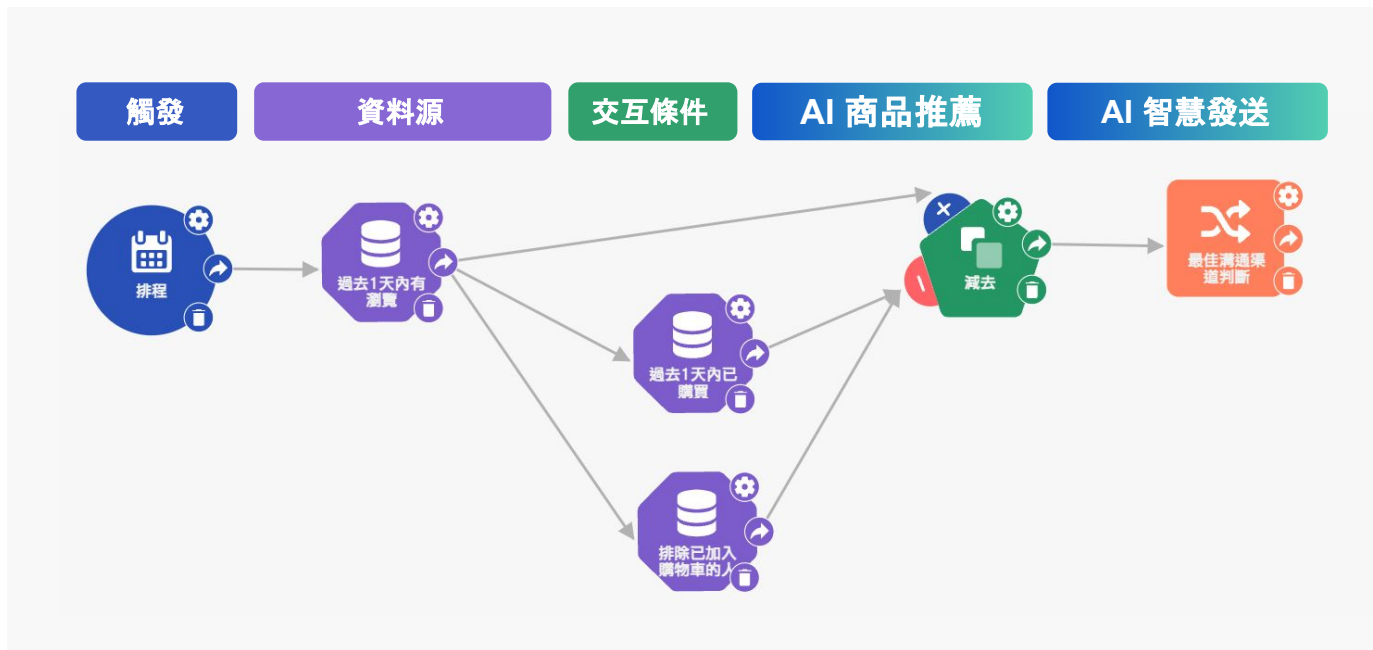 觸發
資料源
交互條件
AI 商品推薦
AI 智慧發送
排程
過去1天內有
瀏覽
過去1天內已
購買
排除已加入
購物車的人
減去
最佳溝通渠
道判斷